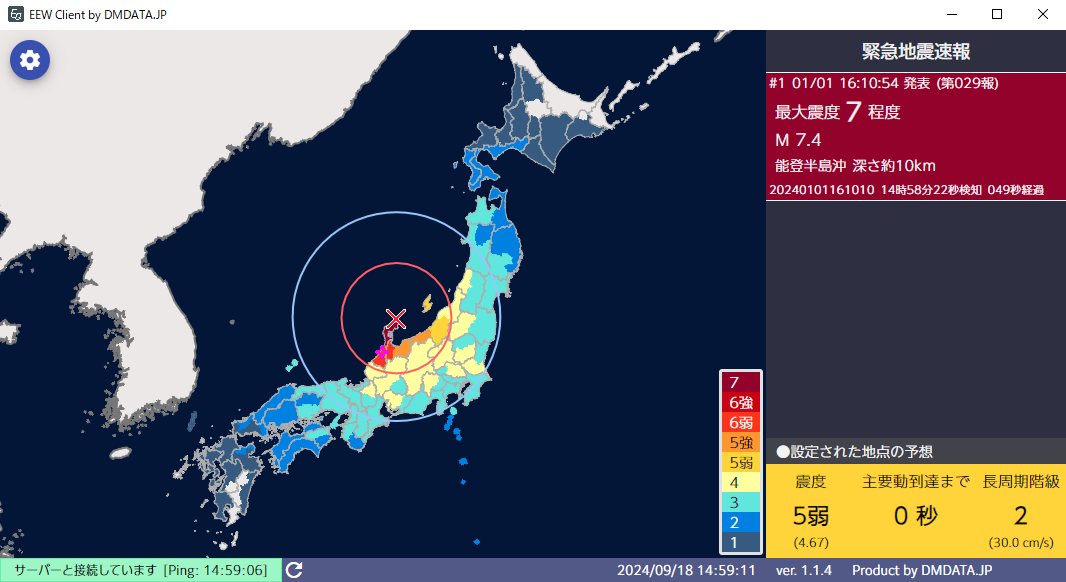 EEW Client by DMDATA.JP
緊急地震速報
#1 01/01 16:10:54 発表 (第029報)
最大震度 7 程度
M 7.4
能登半島沖 深さ約10km
20240101161010 14時58分22秒検知 049秒経過
7
6強
6弱
5強
5弱
4
3
2
1
●設定された地点の予想
震度 主要動到達まで 長周期階級
5弱 0 秒 2
(4.67) (30.0 cm/s)
サーバーと接続しています [Ping: 14:59:06]
2024/09/18 14:59:11 ver. 1.1.4 Product by DMDATA.JP